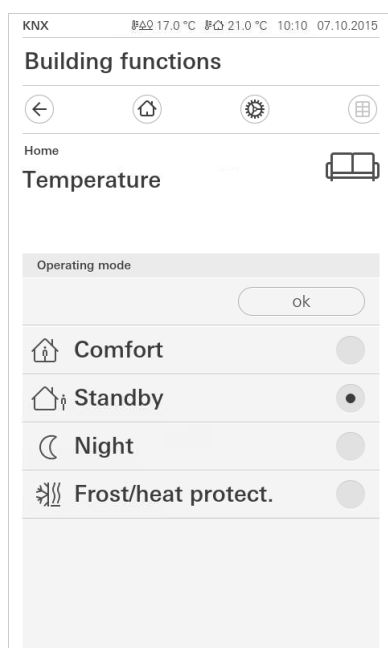 KNX 17.0 °C 21.0 °C 10:10 07.10.2015
Building functions
Home
Temperature
Operating mode
ok
Comfort
Standby
Night
Frost/heat protect.